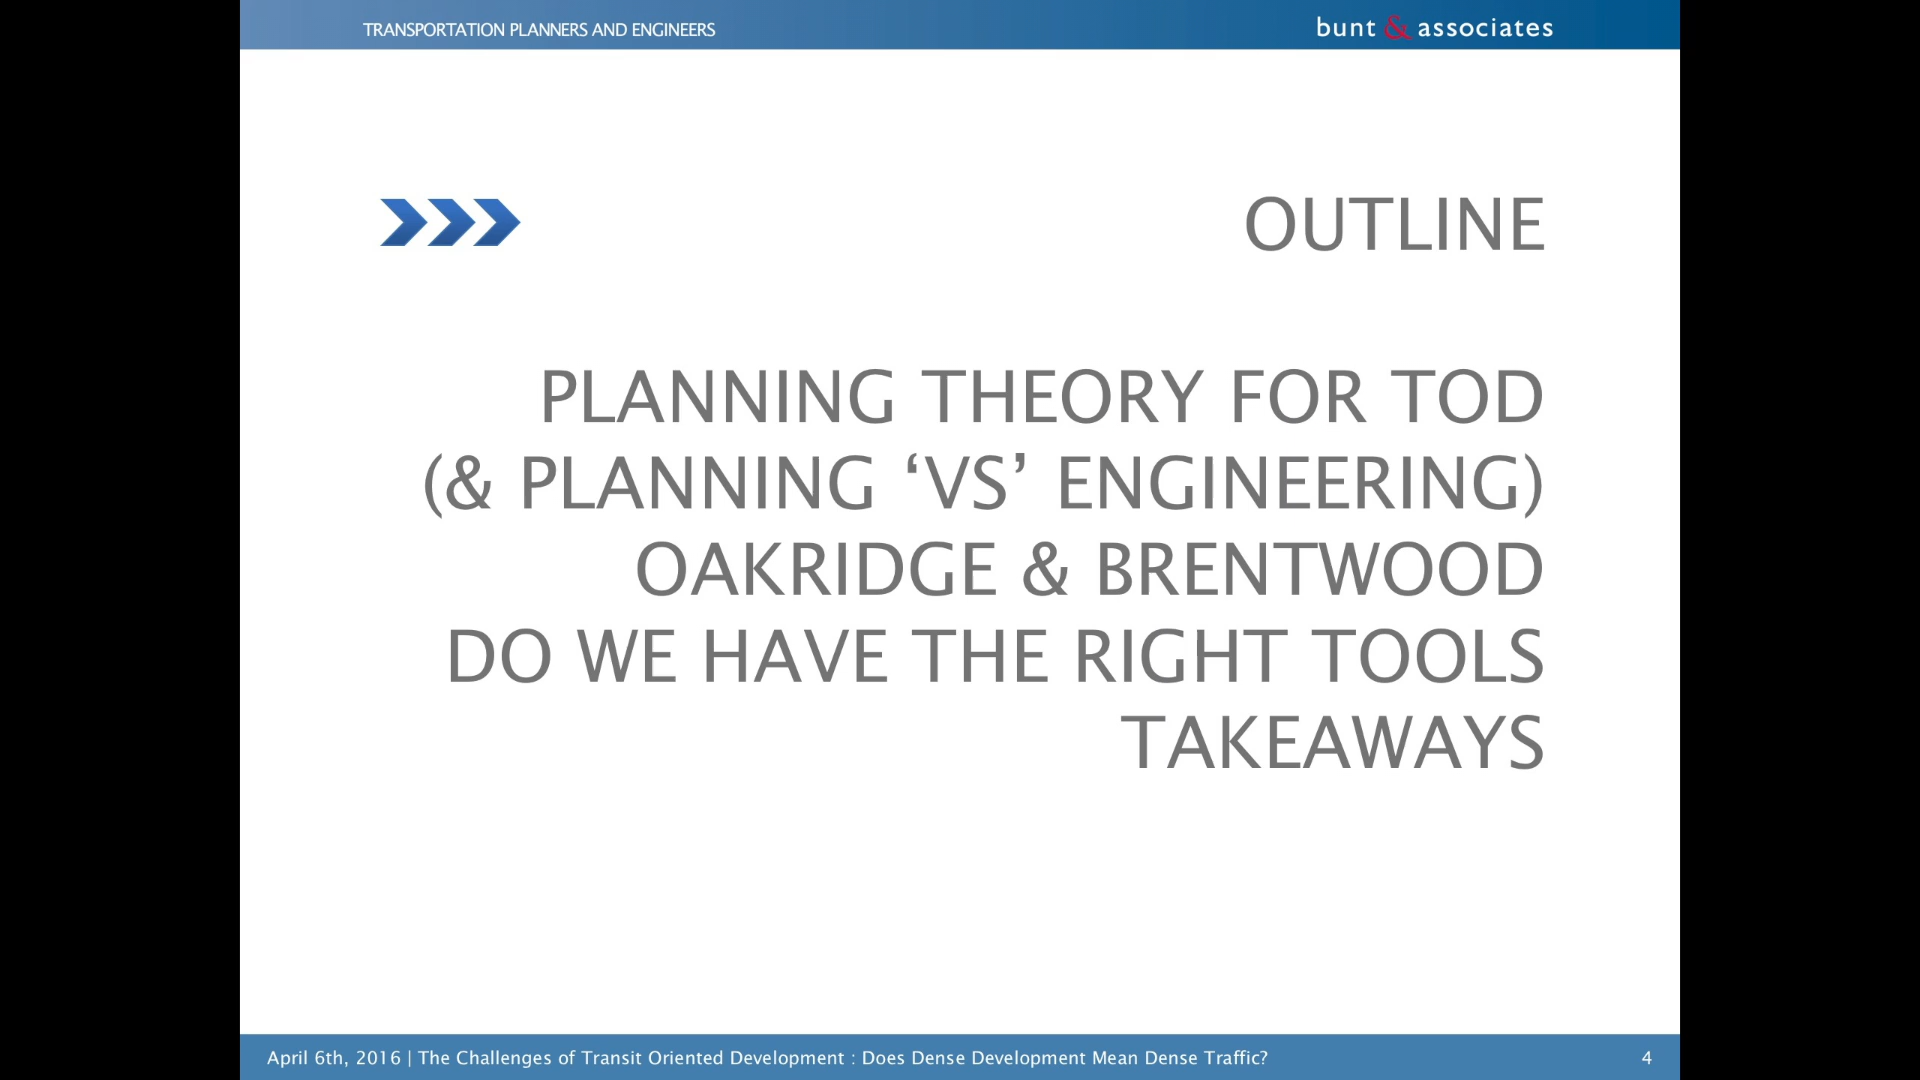 TRANSPORTATION PLANNERS AND ENGINEERS
bunt & associates
OUTLINE
PLANNING THEORY FOR TOD
(& PLANNING ‘VS’ ENGINEERING)
OAKRIDGE & BRENTWOOD
DO WE HAVE THE RIGHT TOOLS
TAKEAWAYS
April 6th, 2016 | The Challenges of Transit Oriented Development : Does Dense Development Mean Dense Traffic?
4